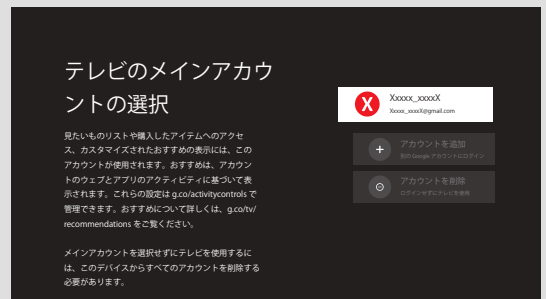 テレビのメインアカウ
ントの選択
見たいものリストや購入したアイテムへのアクセ
ス、カスタマイズされたおすすめの表示には、この
アカウントが使用されます。おすすめは、アカウン
トのウェブとアプリのアクティビティに基づいて表
示されます。これらの設定は g.co/activitycontrols で
管理できます。おすすめについて詳しくは、g.co/tv/
recommendations をご覧ください。
メインアカウントを選択せずにテレビを使用するに
は、このデバイスからすべてのアカウントを削除する
必要があります。
X
Xxxxx_xxxxX
Xxxxx_xxxxX@gmail.com
アカウントを追加
別の Google アカウントにログイン
アカウントを削除
ログインせずにテレビを使用